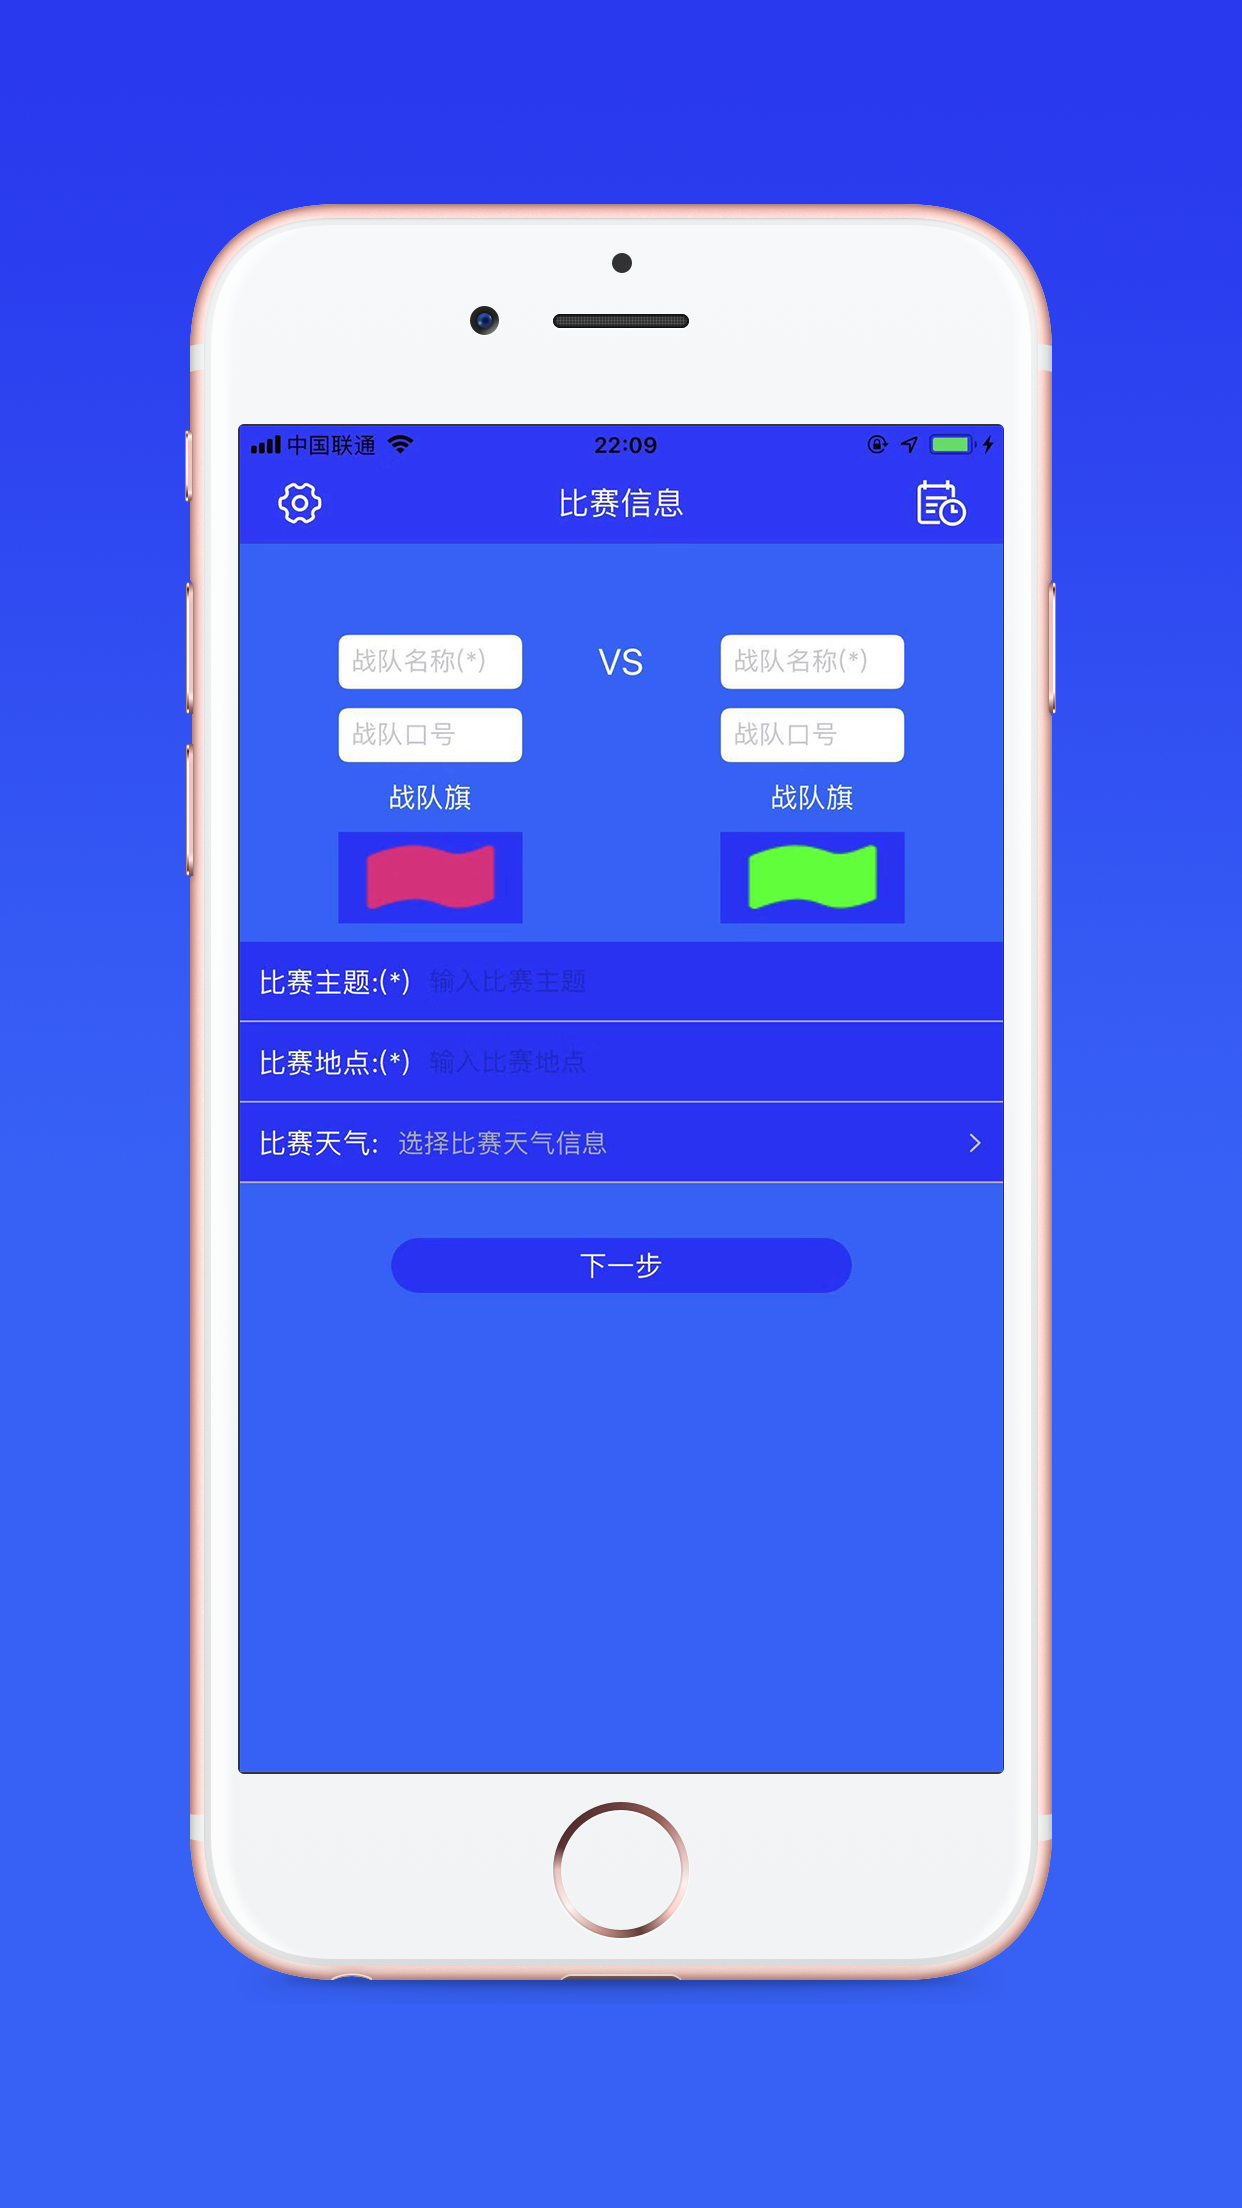 中国联通 22:09
比赛信息
战队名称(*) VS 战队名称(*)
战队口号 战队口号
战队旗 战队旗
比赛主题:(*) 输入比赛主题
比赛地点:(*) 输入比赛地点
比赛天气: 选择比赛天气信息
下一步